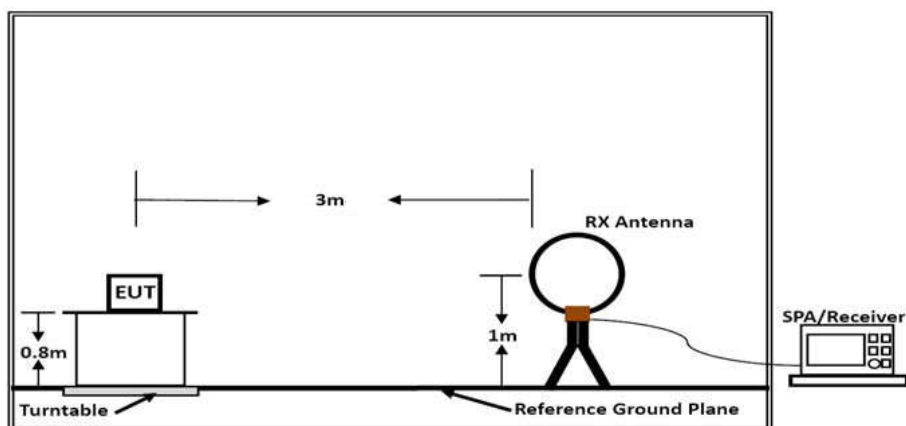 3m
RX Antenna
EUT
SPA/Receiver
0.8m
1m
Turntable
Reference Ground Plane